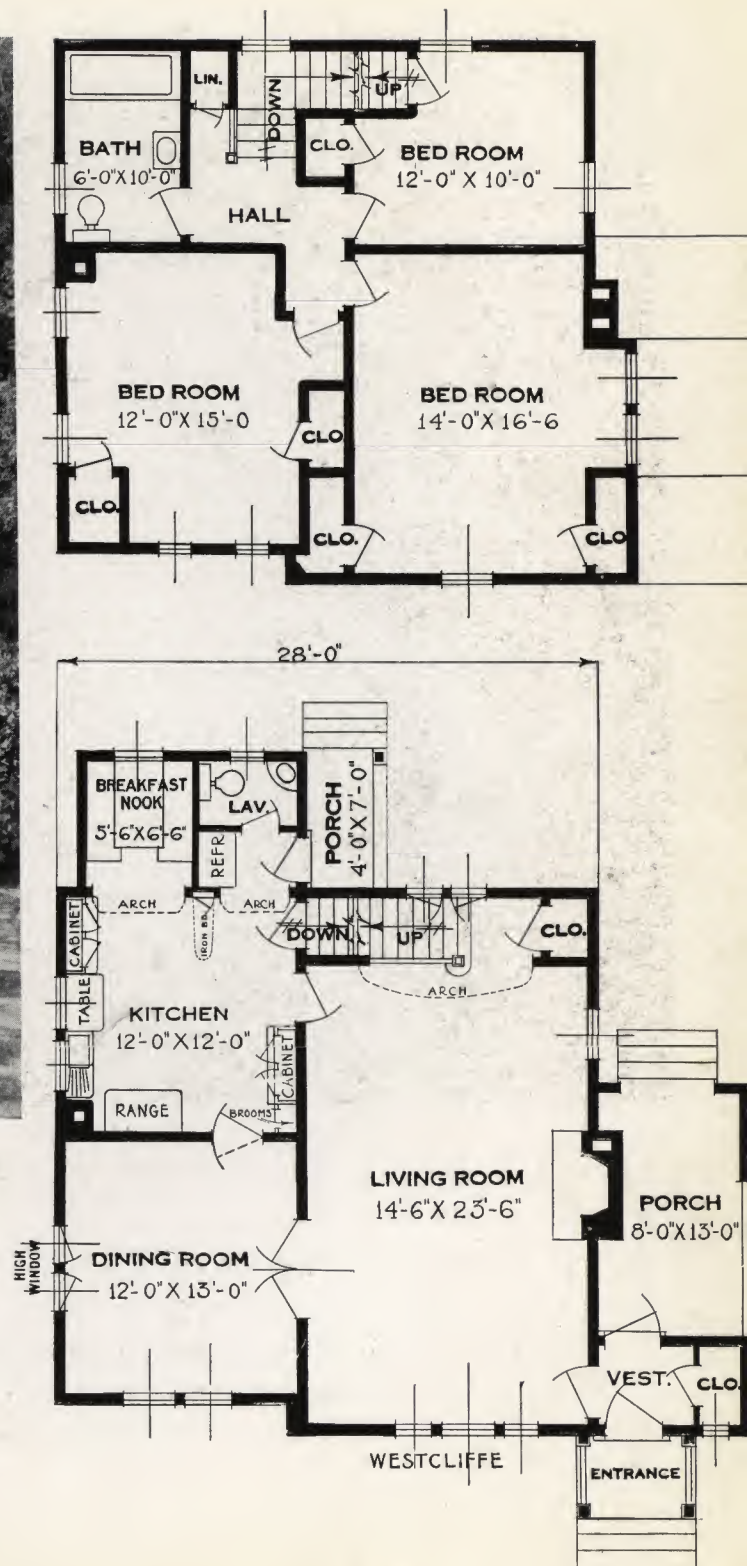 LIN.
DOWN
UP
BATH
6'-0"X10'-0"
CLO.
BED ROOM
12'-0" X 10'-0"
HALL
BED ROOM
12'-0"X 15'-0
CLO
CLO.
BED ROOM
14'-0"X 16'-6
CLO.
CLO
28'-0"
BREAKFAST
NOOK
5'-6"X6'-6"
LAV.
REFR.
PORCH
4'-0"X 7'-0"
ARCH
ARCH
IRON BD.
CABINET
DOWN.
UP
CLO.
ARCH
TABLE
KITCHEN
12'-0"X12'-0"
CABINET
RANGE
BROOMS
LIVING ROOM
14'-6"X 23'-6"
PORCH
8'-0"X13'-0"
HIGH
WINDOW
DINING ROOM
12'-0"X 13'-0"
VEST.
CLO.
WESTCLIFFE
ENTRANCE